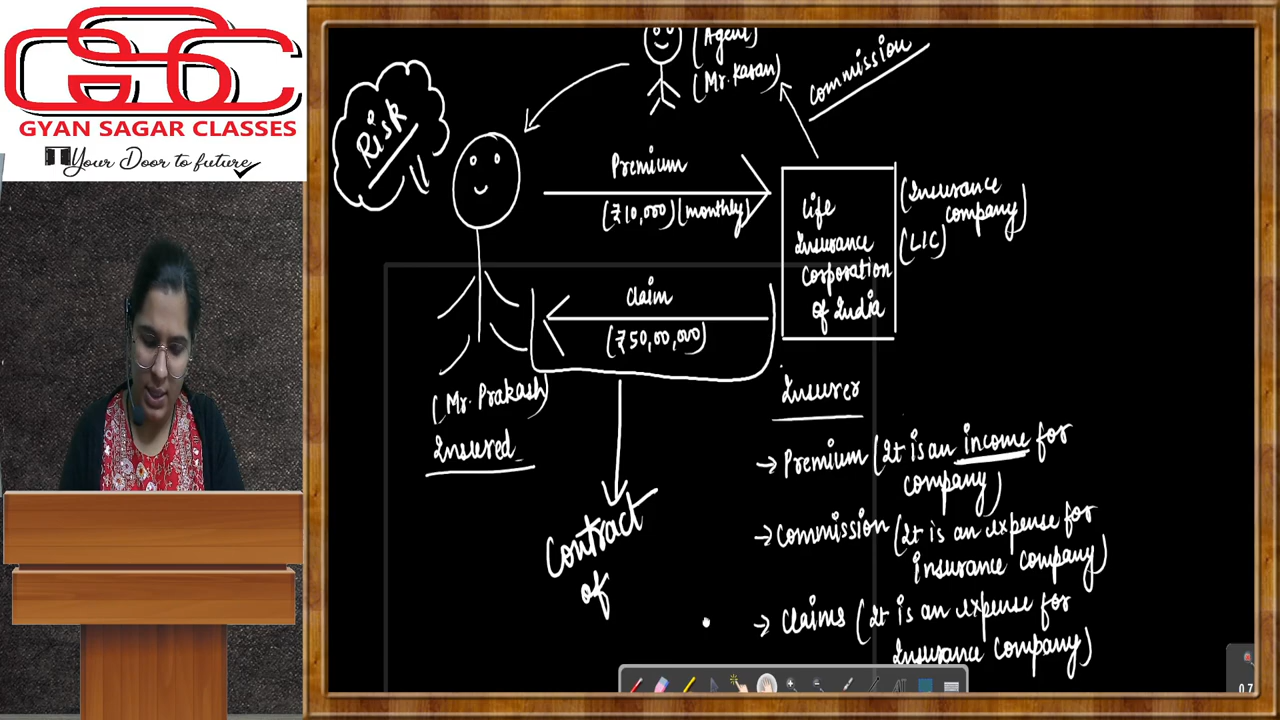 GSC
GYAN SAGAR CLASSES
Your Door to future
Risk
(Agent)
(Mr. Karan)
commission
Premium
(₹10,000) (monthly)
Claim
(₹50,00,000)
Life
Insurance
Corporation
of India
(Insurance
company)
(LIC)
(Mr. Prakash)
Insured
Contract
of
Insurer
→ Premium (It is an income for
company)
→ Commission (It is an expense for
insurance company)
→ Claims (It is an expense for
Insurance company)
0.7